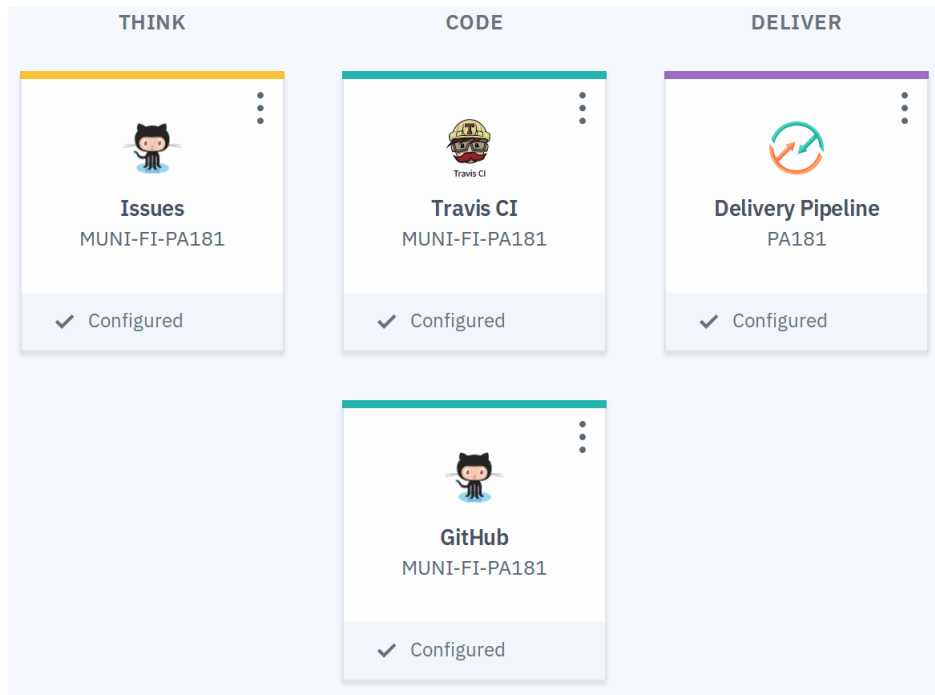 THINK
CODE
DELIVER
Issues
MUNI-FI-PA181
Configured
T
Travis CI
Travis CI
MUNI-FI-PA181
Configured
Delivery Pipeline
PA181
Configured
GitHub
MUNI-FI-PA181
Configured